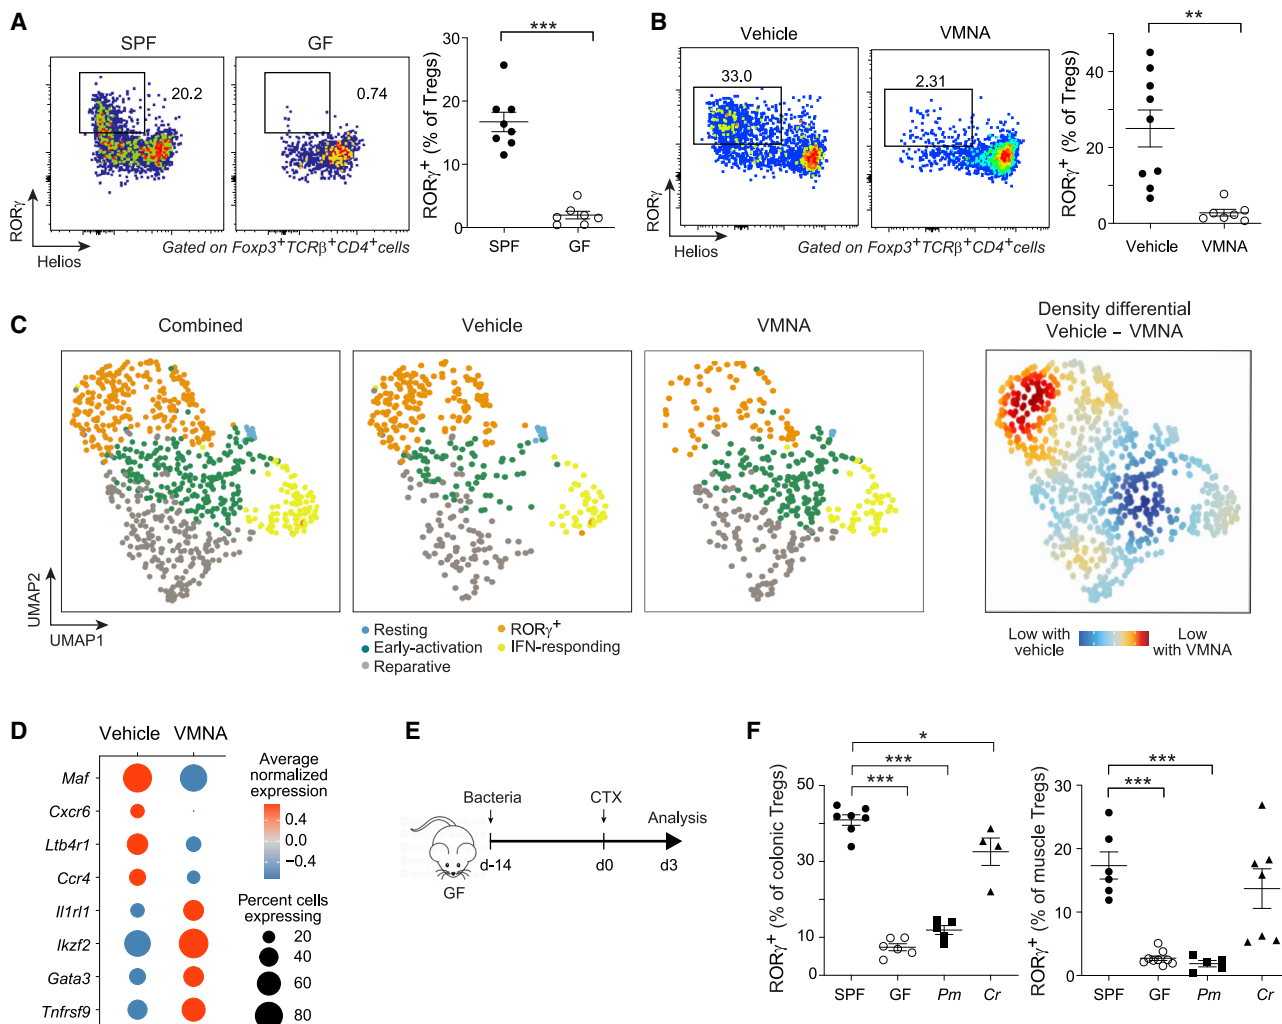 A
SPF
GF
20.2
0.74
RORγ
Helios
Gated on Foxp3+TCRβ+CD4+cells
RORγ+ (% of Tregs)
30
20
10
0
***
SPF
GF
B
Vehicle
VMNA
33.0
2.31
RORγ
Helios
Gated on Foxp3+TCRβ+CD4+cells
RORγ+ (% of Tregs)
40
20
0
**
Vehicle
VMNA
C
Combined
Vehicle
VMNA
Density differential
Vehicle – VMNA
UMAP2
UMAP1
Resting
Early-activation
Reparative
RORγ+
IFN-responding
Low with
vehicle
Low
with VMNA
D
Vehicle
VMNA
Maf
Cxcr6
Ltb4r1
Ccr4
Il1rl1
Ikzf2
Gata3
Tnfrsf9
Average
normalized
expression
0.4
0.0
−0.4
Percent cells
expressing
20
40
60
80
E
Bacteria
CTX
Analysis
d-14
d0
d3
GF
F
RORγ+ (% of colonic Tregs)
50
30
10
0
*
***
***
SPF
GF
Pm
Cr
RORγ+ (% of muscle Tregs)
30
20
10
0
***
***
SPF
GF
Pm
Cr